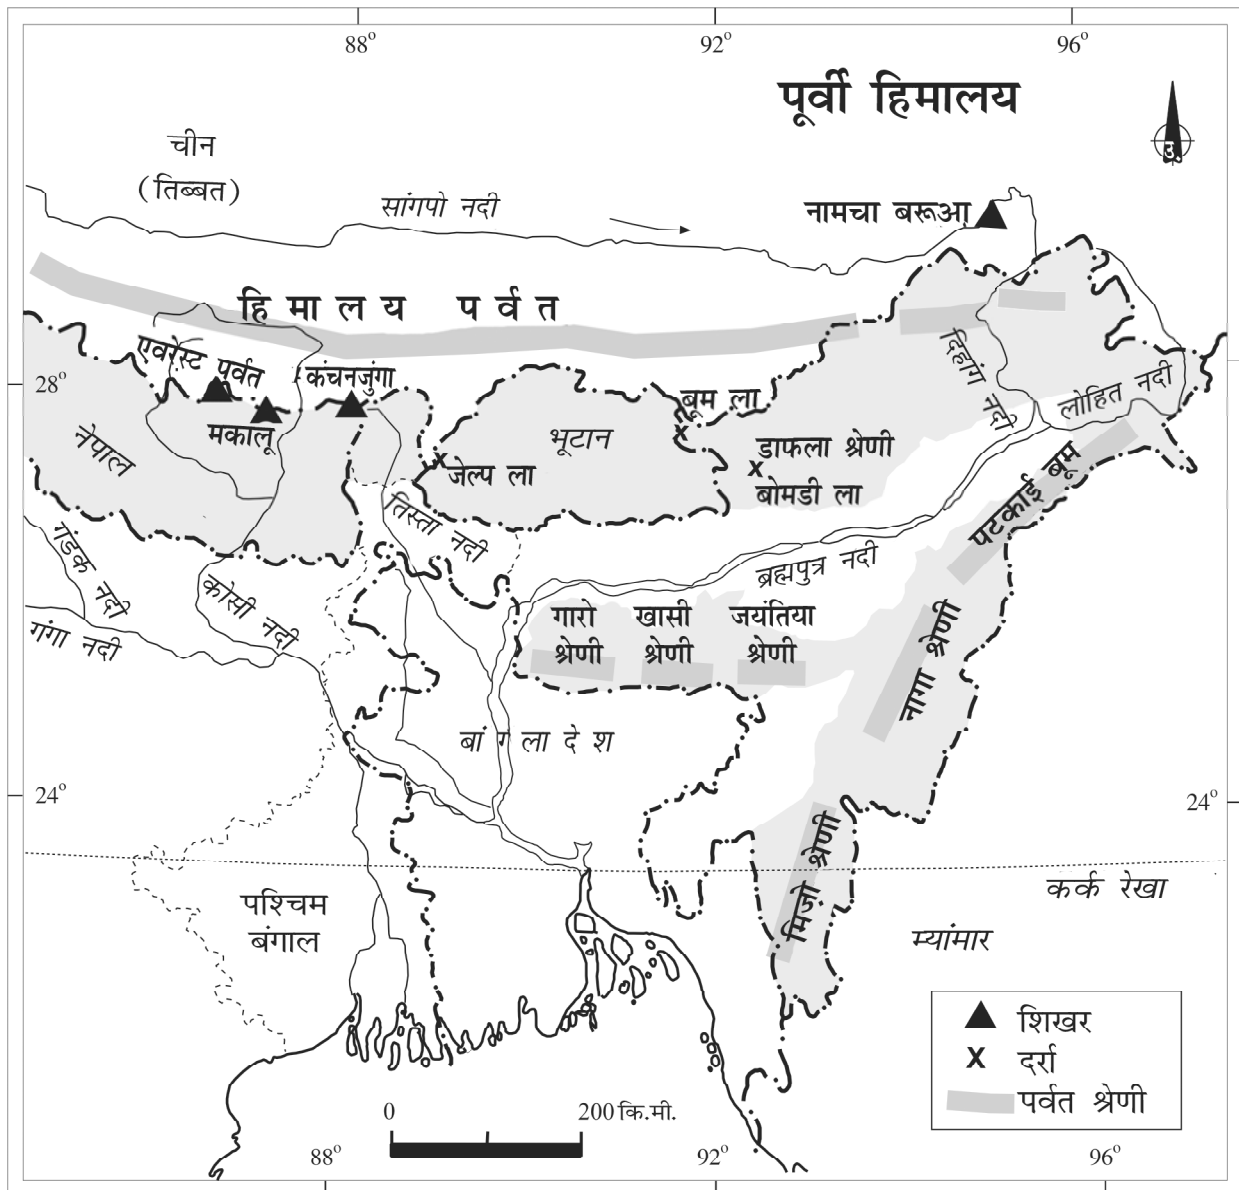 88° 92° 96°
पूर्वी हिमालय
उ.
चीन
(तिब्बत)
सांगपो नदी
नामचा बरूआ
हिमालय पर्वत
एवरेस्ट पर्वत
कंचनजुंगा
28°
मकालू
नेपाल
बूम ला
दिहांग नदी
लोहित नदी
भूटान
डाफला श्रेणी
जेल्प ला
बोमडी ला
पटकाई बूम
तिस्ता नदी
गंडक नदी
ब्रह्मपुत्र नदी
कोसी नदी
गंगा नदी
गारो
श्रेणी
खासी
श्रेणी
जयंतिया
श्रेणी
नागा श्रेणी
बांगलादेश
24° 24°
मिज़ो श्रेणी
कर्क रेखा
पश्चिम
बंगाल
म्यांमार
शिखर
x दर्रा
पर्वत श्रेणी
0 200 कि.मी.
88° 92° 96°